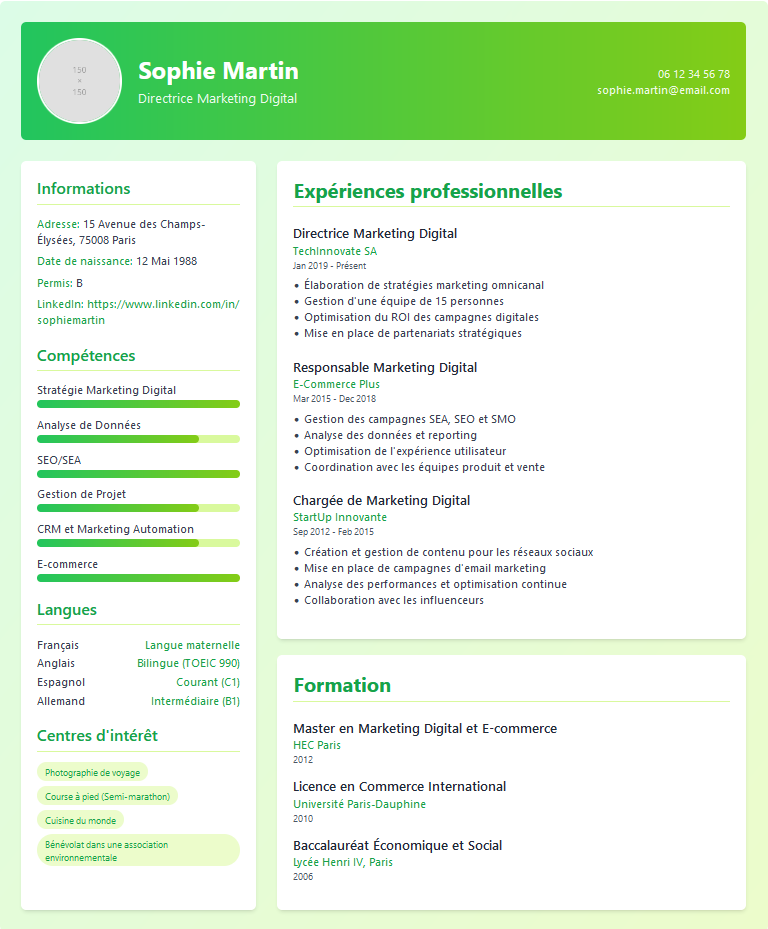 150
×
150
Sophie Martin
Directrice Marketing Digital
06 12 34 56 78
sophie.martin@email.com
Informations
Adresse: 15 Avenue des Champs-
Élysées, 75008 Paris
Date de naissance: 12 Mai 1988
Permis: B
LinkedIn: https://www.linkedin.com/in/
sophiemartin
Compétences
Stratégie Marketing Digital
Analyse de Données
SEO/SEA
Gestion de Projet
CRM et Marketing Automation
E-commerce
Langues
Français Langue maternelle
Anglais Bilingue (TOEIC 990)
Espagnol Courant (C1)
Allemand Intermédiaire (B1)
Centres d'intérêt
Photographie de voyage
Course à pied (Semi-marathon)
Cuisine du monde
Bénévolat dans une association
environnementale
Expériences professionnelles
Directrice Marketing Digital
TechInnovate SA
Jan 2019 - Présent
• Élaboration de stratégies marketing omnicanal
• Gestion d'une équipe de 15 personnes
• Optimisation du ROI des campagnes digitales
• Mise en place de partenariats stratégiques
Responsable Marketing Digital
E-Commerce Plus
Mar 2015 - Dec 2018
• Gestion des campagnes SEA, SEO et SMO
• Analyse des données et reporting
• Optimisation de l'expérience utilisateur
• Coordination avec les équipes produit et vente
Chargée de Marketing Digital
StartUp Innovante
Sep 2012 - Feb 2015
• Création et gestion de contenu pour les réseaux sociaux
• Mise en place de campagnes d'email marketing
• Analyse des performances et optimisation continue
• Collaboration avec les influenceurs
Formation
Master en Marketing Digital et E-commerce
HEC Paris
2012
Licence en Commerce International
Université Paris-Dauphine
2010
Baccalauréat Économique et Social
Lycée Henri IV, Paris
2006